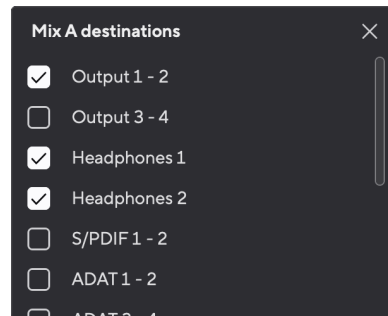 Mix A destinations
Output 1 - 2
Output 3 - 4
Headphones 1
Headphones 2
S/PDIF 1 - 2
ADAT 1 - 2